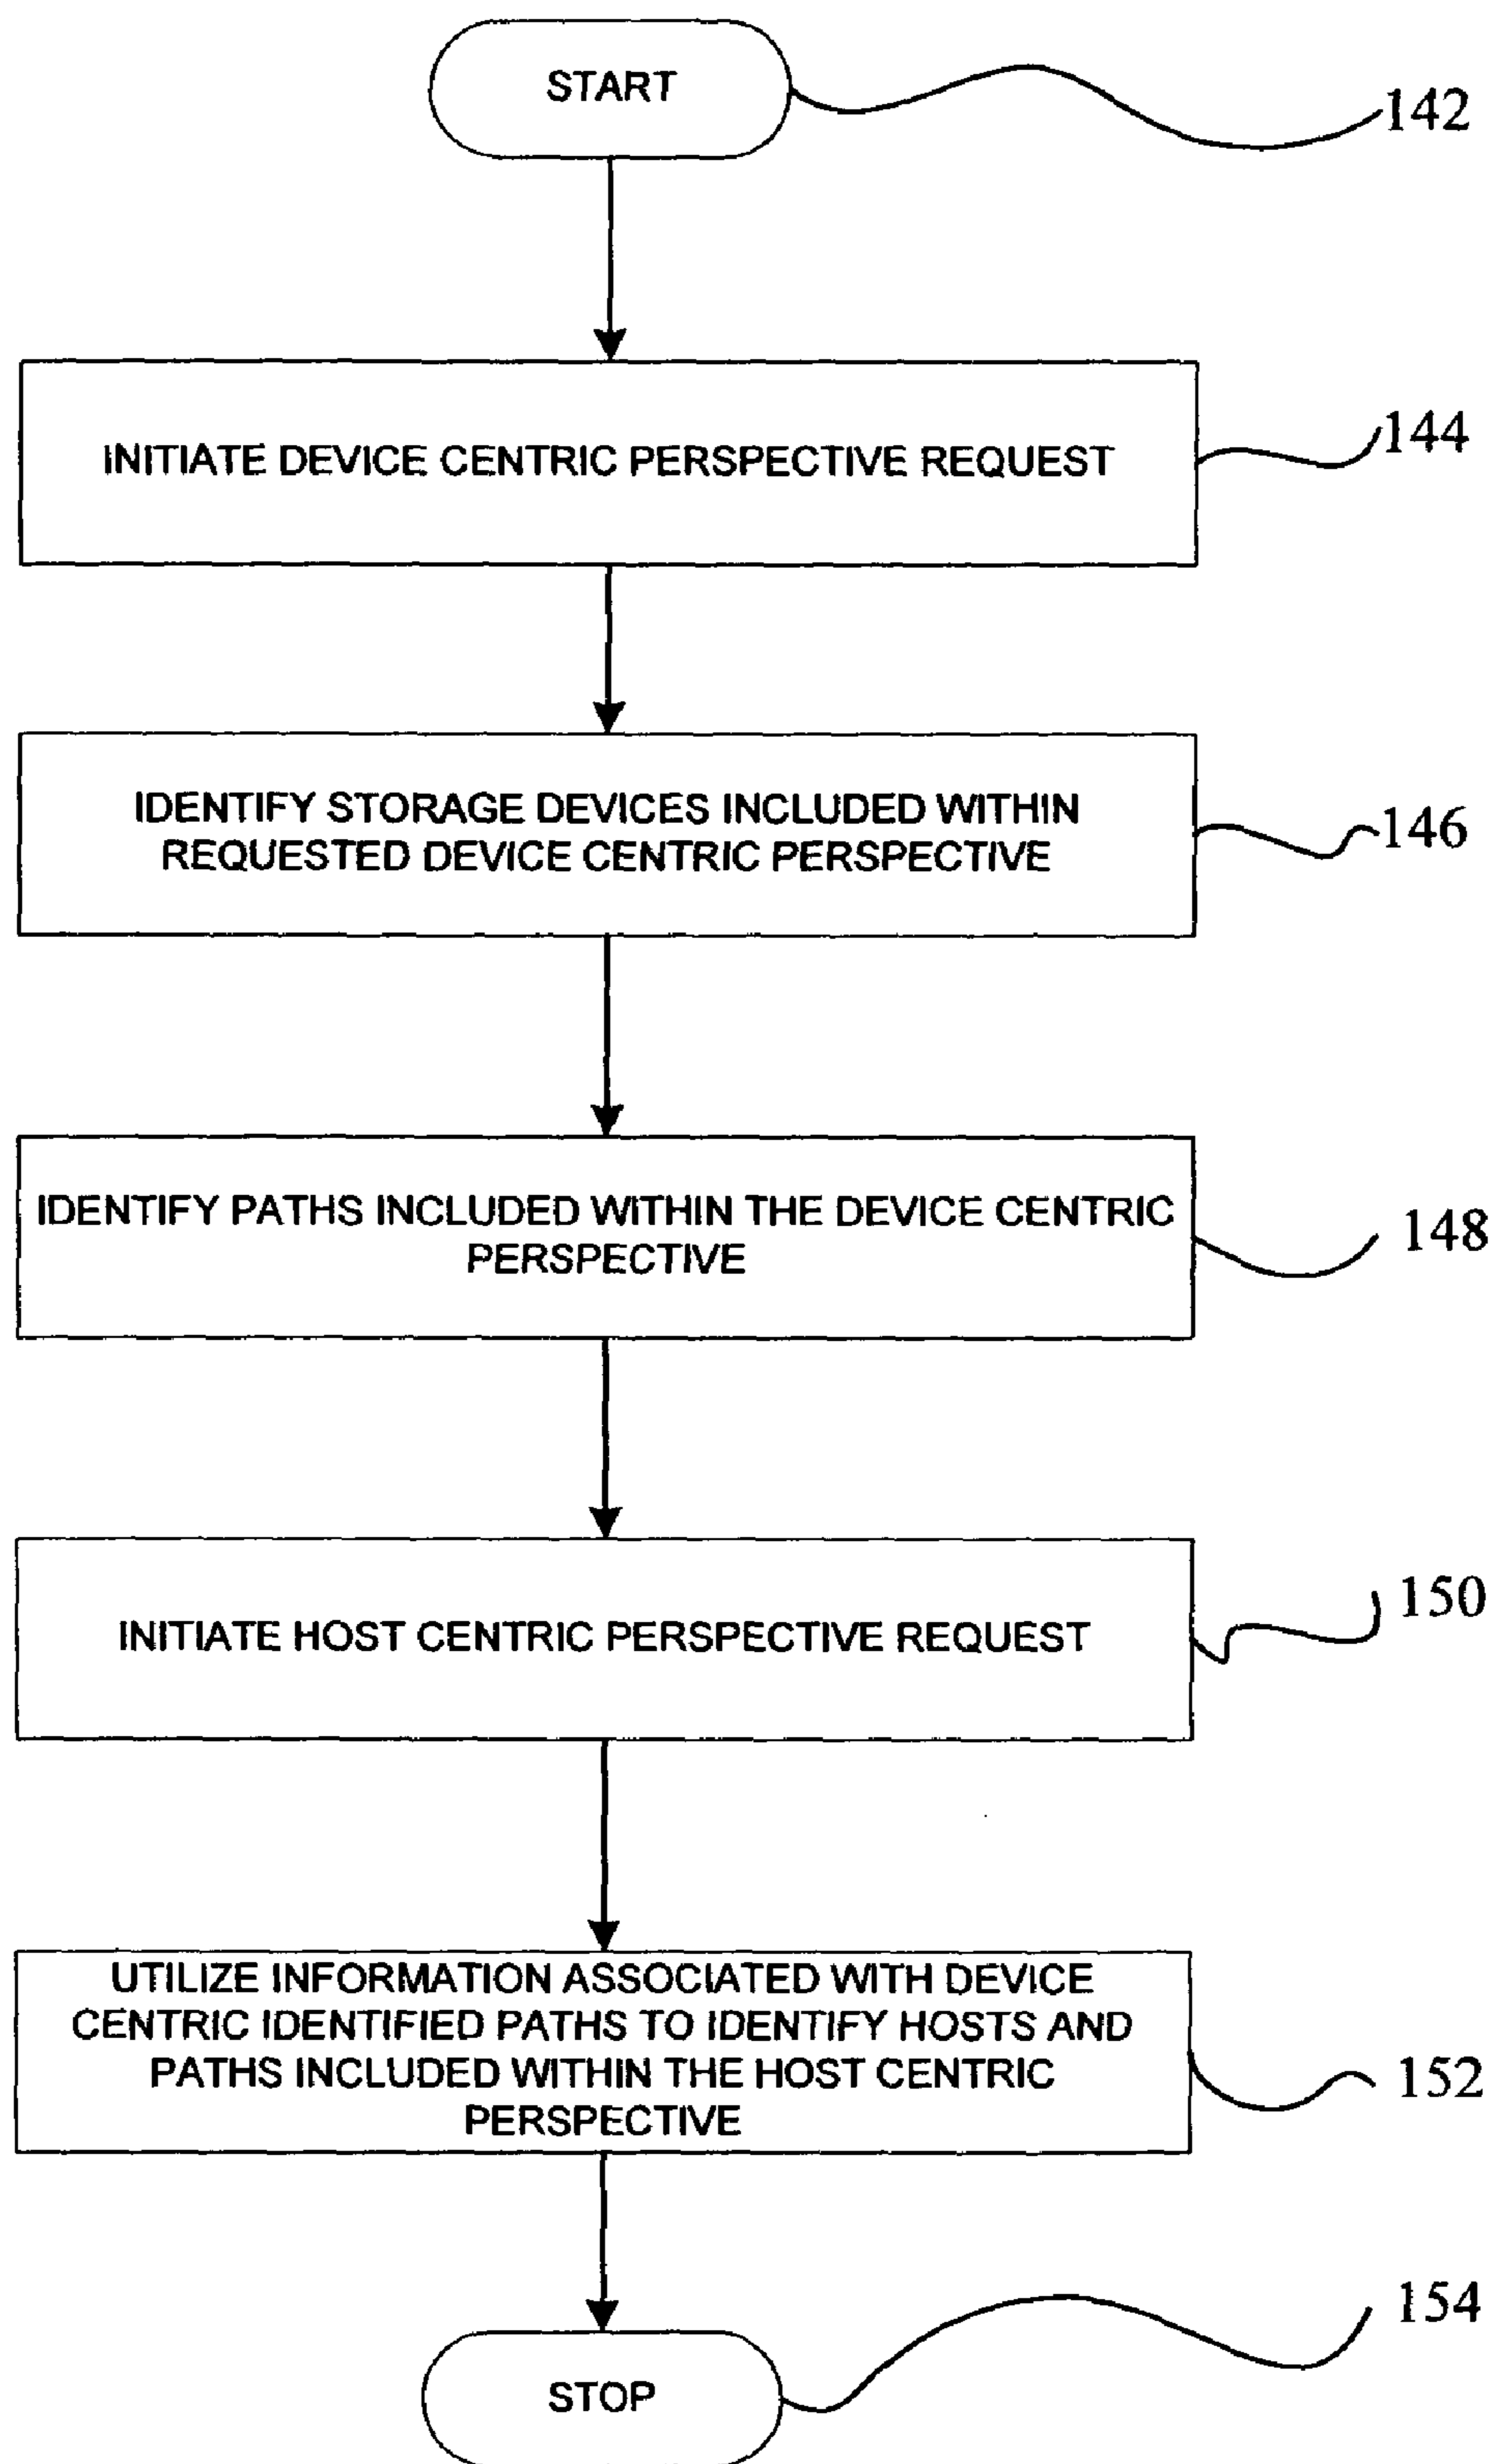 START
142
INITIATE DEVICE CENTRIC PERSPECTIVE REQUEST
144
IDENTIFY STORAGE DEVICES INCLUDED WITHIN
REQUESTED DEVICE CENTRIC PERSPECTIVE
146
IDENTIFY PATHS INCLUDED WITHIN THE DEVICE CENTRIC
PERSPECTIVE
148
INITIATE HOST CENTRIC PERSPECTIVE REQUEST
150
UTILIZE INFORMATION ASSOCIATED WITH DEVICE
CENTRIC IDENTIFIED PATHS TO IDENTIFY HOSTS AND
PATHS INCLUDED WITHIN THE HOST CENTRIC
PERSPECTIVE
152
154
STOP